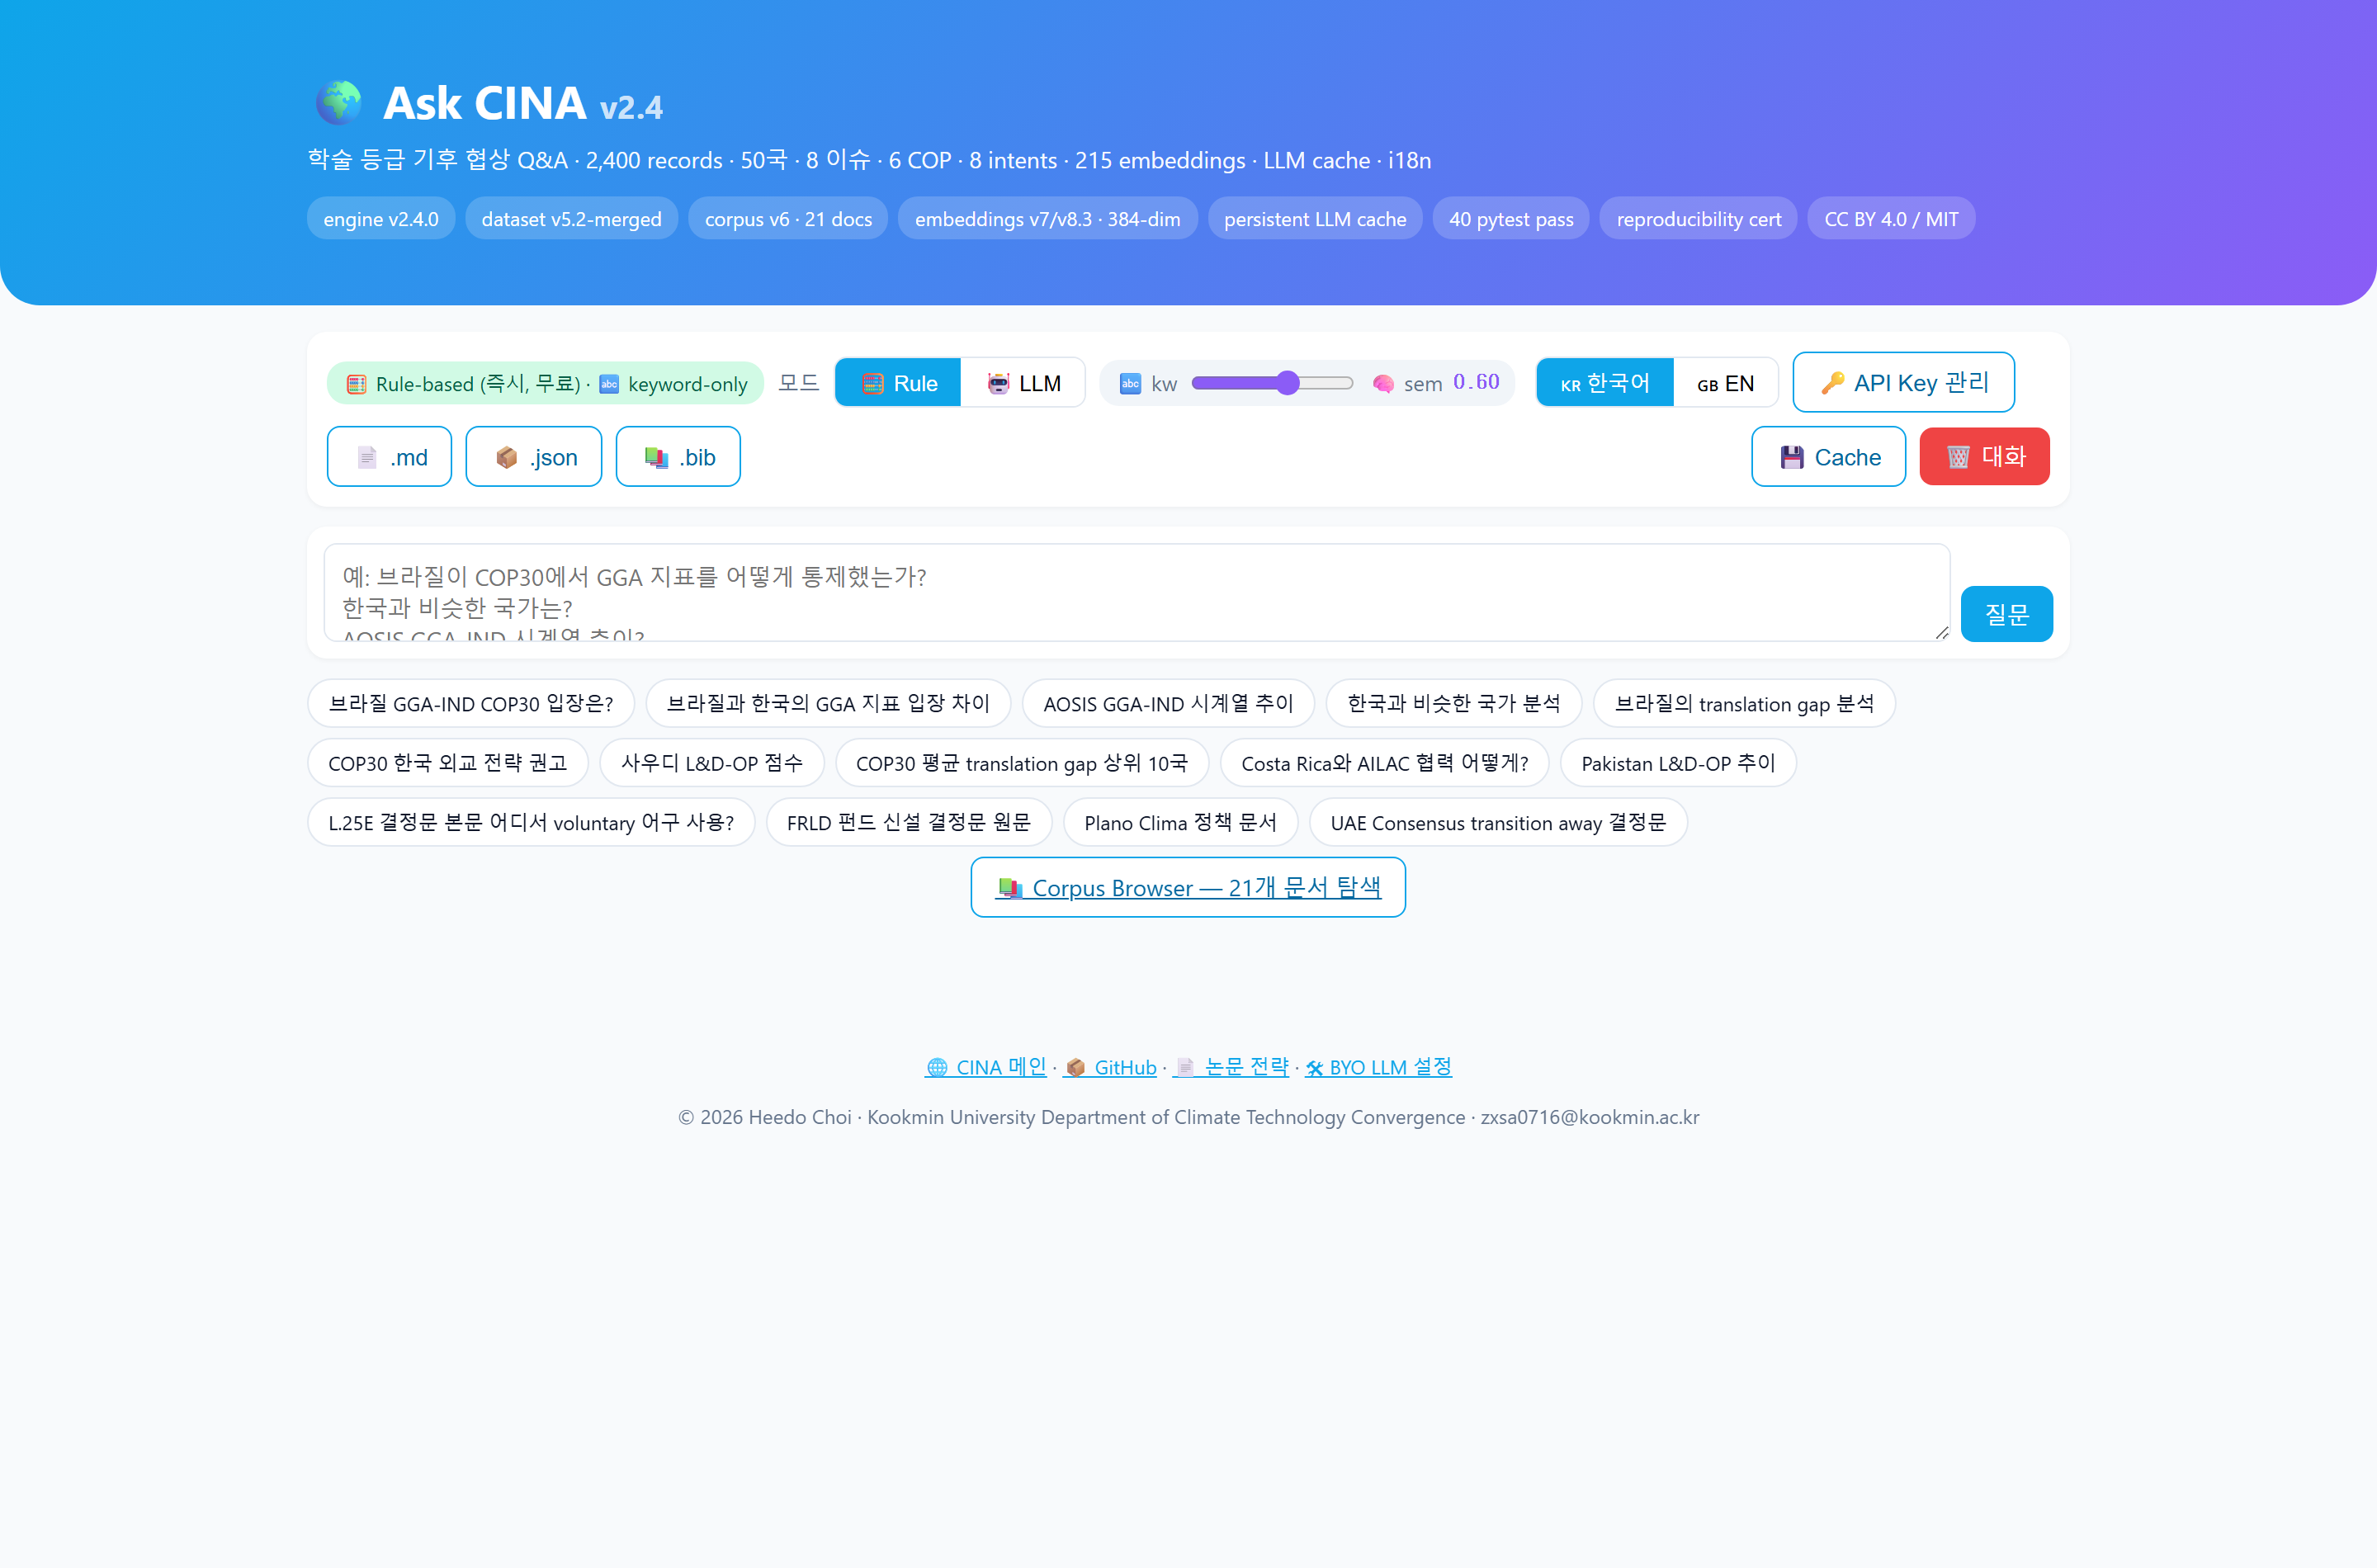 Ask CINA v2.4
학술 등급 기후 협상 Q&A · 2,400 records · 50국 · 8 이슈 · 6 COP · 8 intents · 215 embeddings · LLM cache · i18n
engine v2.4.0 dataset v5.2-merged corpus v6 · 21 docs embeddings v7/v8.3 · 384-dim persistent LLM cache 40 pytest pass reproducibility cert CC BY 4.0 / MIT
Rule-based (즉시, 무료) · abc keyword-only 모드 Rule LLM abc kw sem 0.60 KR 한국어 GB EN API Key 관리
.md .json .bib Cache 대화
예: 브라질이 COP30에서 GGA 지표를 어떻게 통제했는가?
한국과 비슷한 국가는?
AOSIS GGA-IND 시계열 추이?
질문
브라질 GGA-IND COP30 입장은? 브라질과 한국의 GGA 지표 입장 차이 AOSIS GGA-IND 시계열 추이 한국과 비슷한 국가 분석 브라질의 translation gap 분석
COP30 한국 외교 전략 권고 사우디 L&D-OP 점수 COP30 평균 translation gap 상위 10국 Costa Rica와 AILAC 협력 어떻게? Pakistan L&D-OP 추이
L.25E 결정문 본문 어디서 voluntary 어구 사용? FRLD 펀드 신설 결정문 원문 Plano Clima 정책 문서 UAE Consensus transition away 결정문
Corpus Browser — 21개 문서 탐색
CINA 메인 · GitHub · 논문 전략 · BYO LLM 설정
© 2026 Heedo Choi · Kookmin University Department of Climate Technology Convergence · zxsa0716@kookmin.ac.kr